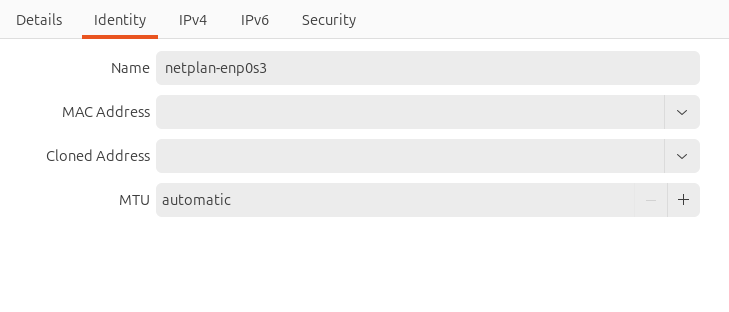 Details Identity IPv4 IPv6 Security
Name netplan-enp0s3
MAC Address
Cloned Address
MTU automatic